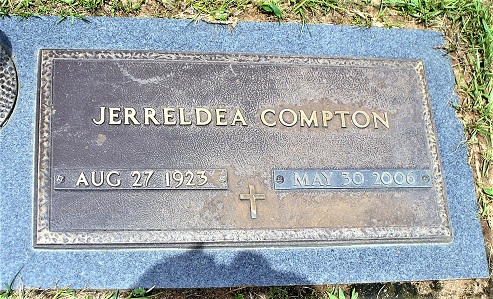 JERRELDEA COMPTON
AUG 27 1923 MAY 30 2006